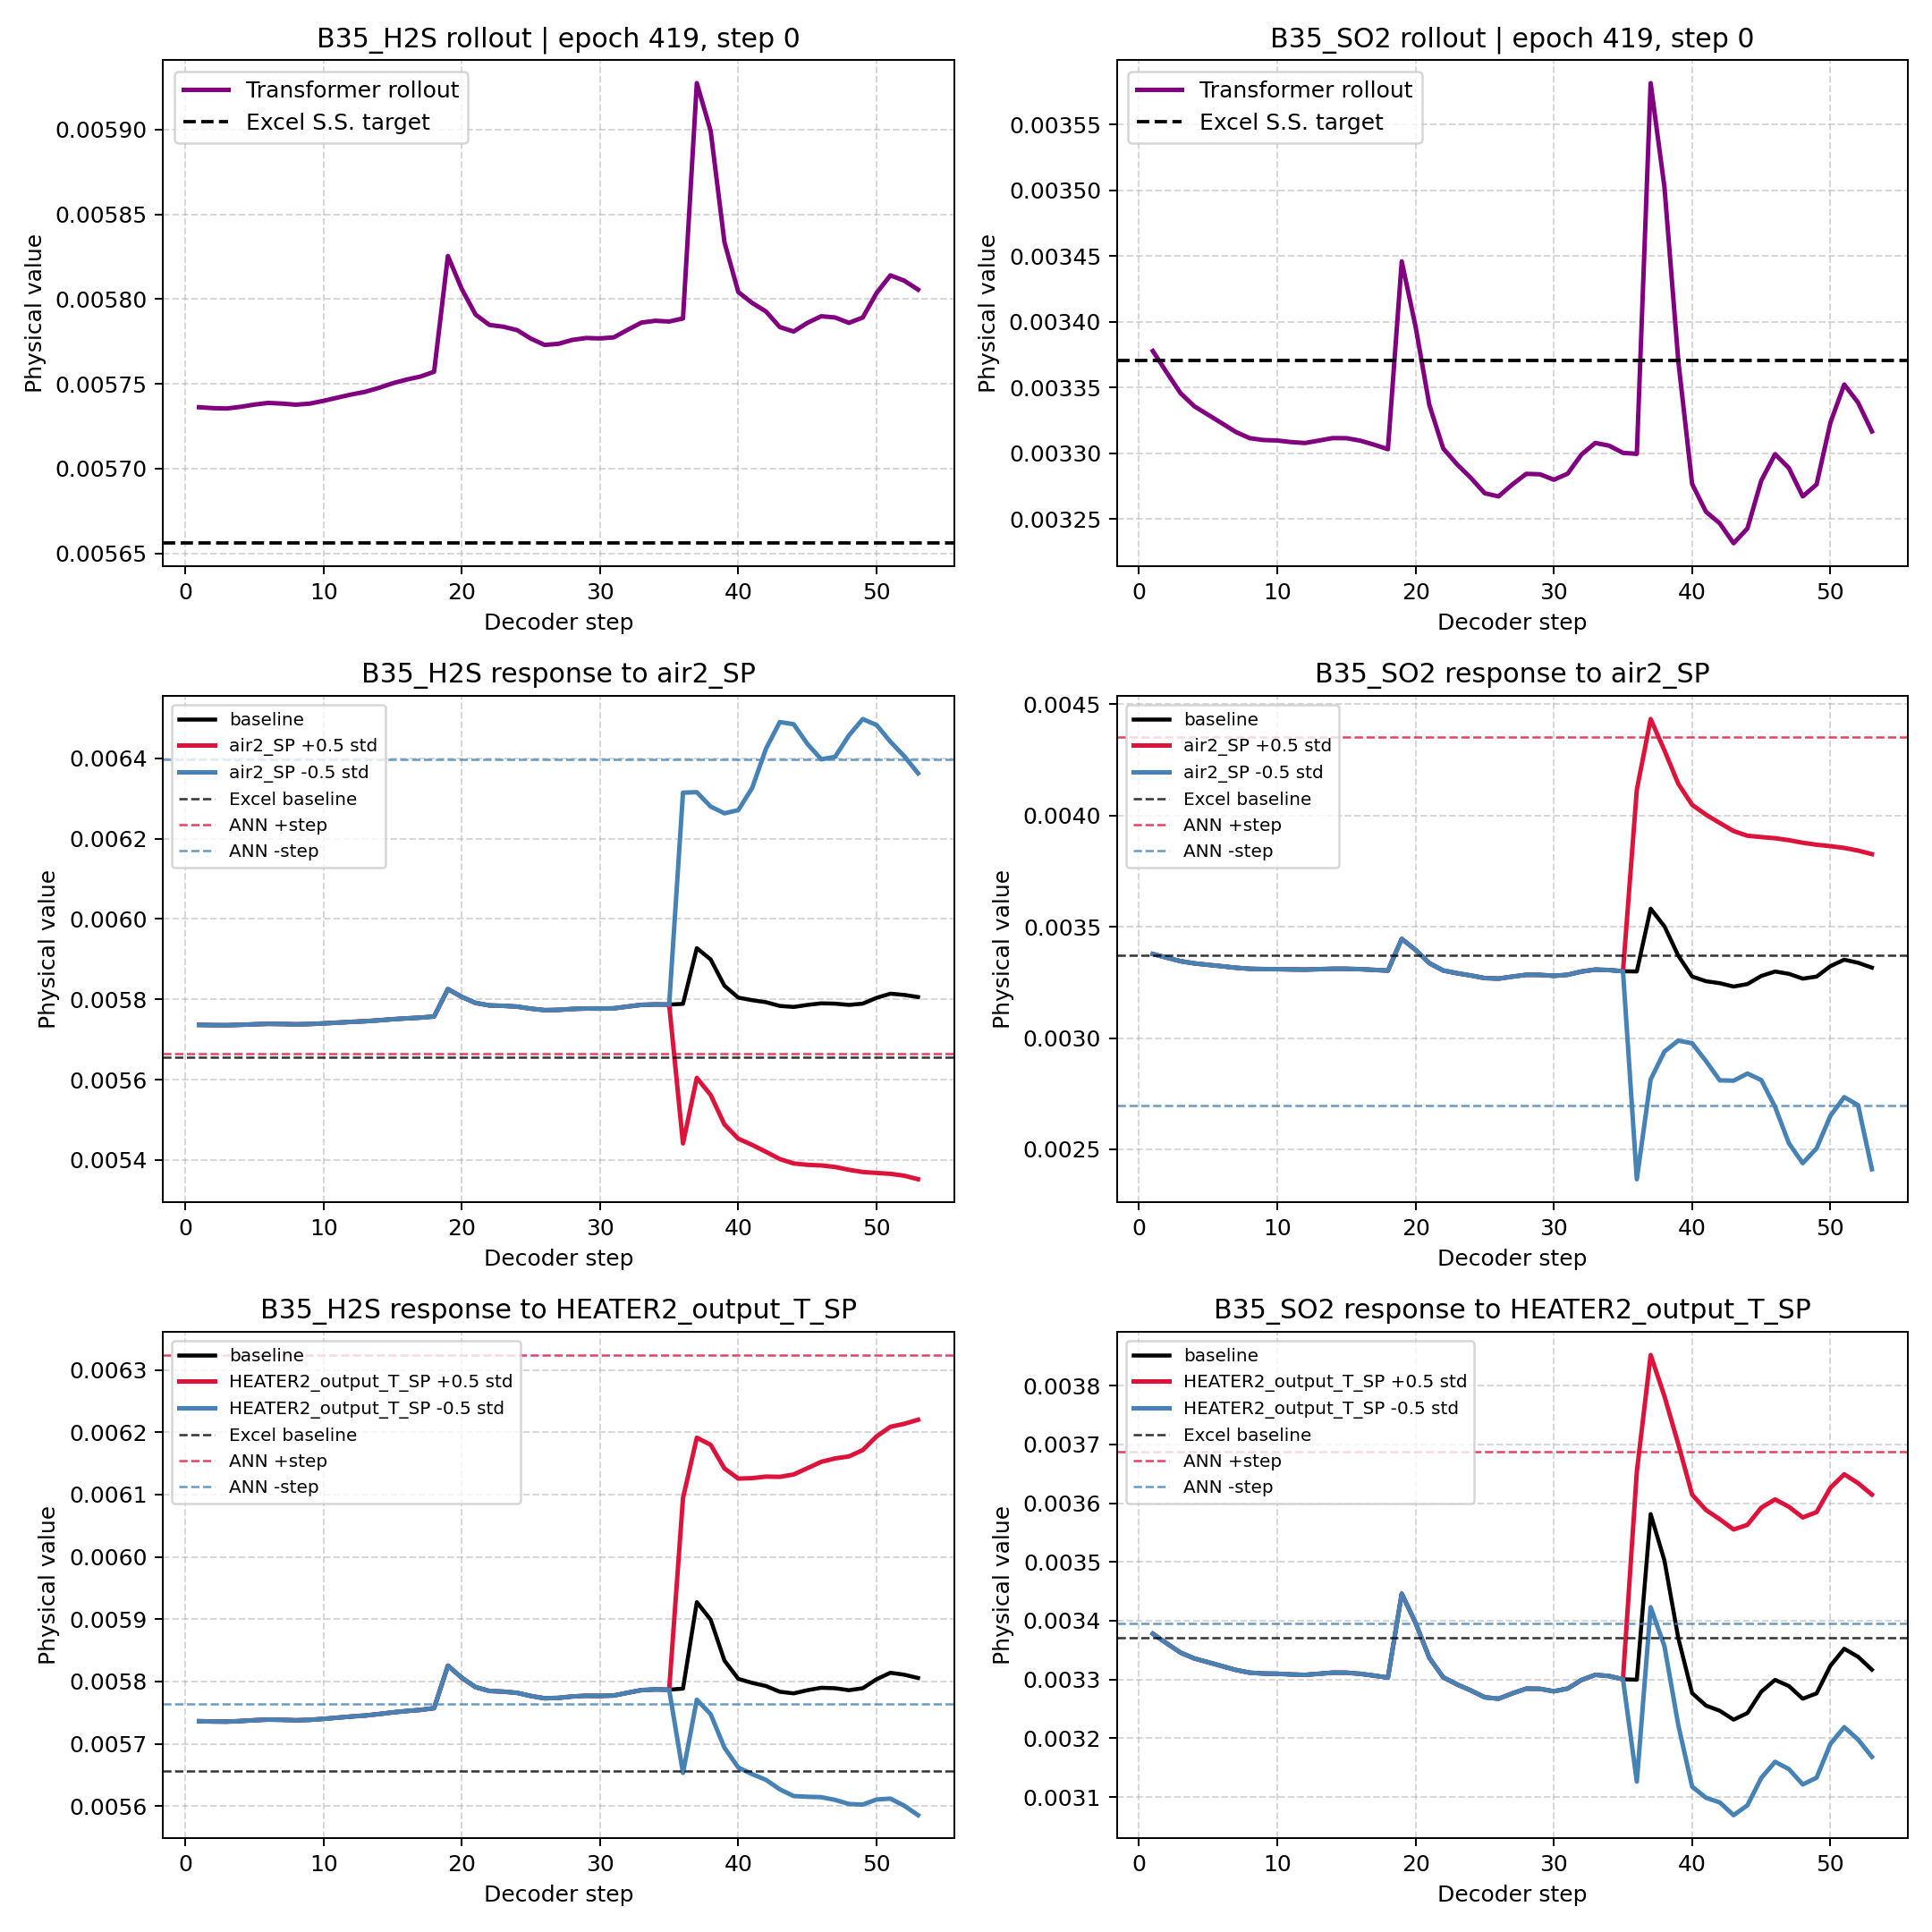 B35_H2S rollout | epoch 419, step 0
Transformer rollout
Excel S.S. target
Physical value
0.00590
0.00585
0.00580
0.00575
0.00570
0.00565
0 10 20 30 40 50
Decoder step
B35_SO2 rollout | epoch 419, step 0
Transformer rollout
Excel S.S. target
Physical value
0.00355
0.00350
0.00345
0.00340
0.00335
0.00330
0.00325
0 10 20 30 40 50
Decoder step
B35_H2S response to air2_SP
baseline
air2_SP +0.5 std
air2_SP -0.5 std
Excel baseline
ANN +step
ANN -step
Physical value
0.0064
0.0062
0.0060
0.0058
0.0056
0.0054
0 10 20 30 40 50
Decoder step
B35_SO2 response to air2_SP
baseline
air2_SP +0.5 std
air2_SP -0.5 std
Excel baseline
ANN +step
ANN -step
Physical value
0.0045
0.0040
0.0035
0.0030
0.0025
0 10 20 30 40 50
Decoder step
B35_H2S response to HEATER2_output_T_SP
baseline
HEATER2_output_T_SP +0.5 std
HEATER2_output_T_SP -0.5 std
Excel baseline
ANN +step
ANN -step
Physical value
0.0063
0.0062
0.0061
0.0060
0.0059
0.0058
0.0057
0.0056
0 10 20 30 40 50
Decoder step
B35_SO2 response to HEATER2_output_T_SP
baseline
HEATER2_output_T_SP +0.5 std
HEATER2_output_T_SP -0.5 std
Excel baseline
ANN +step
ANN -step
Physical value
0.0038
0.0037
0.0036
0.0035
0.0034
0.0033
0.0032
0.0031
0 10 20 30 40 50
Decoder step